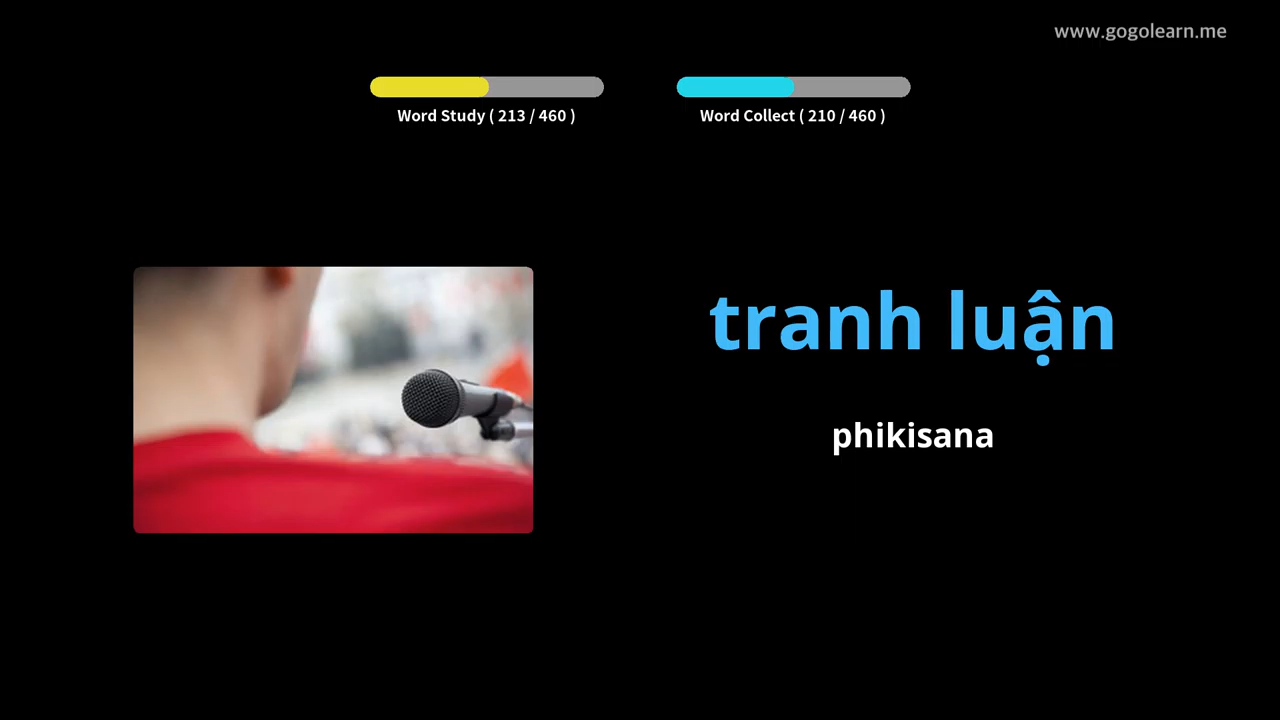 www.gogolearn.me
Word Study ( 213 / 460 )
Word Collect ( 210 / 460 )
tranh luận
phikisana